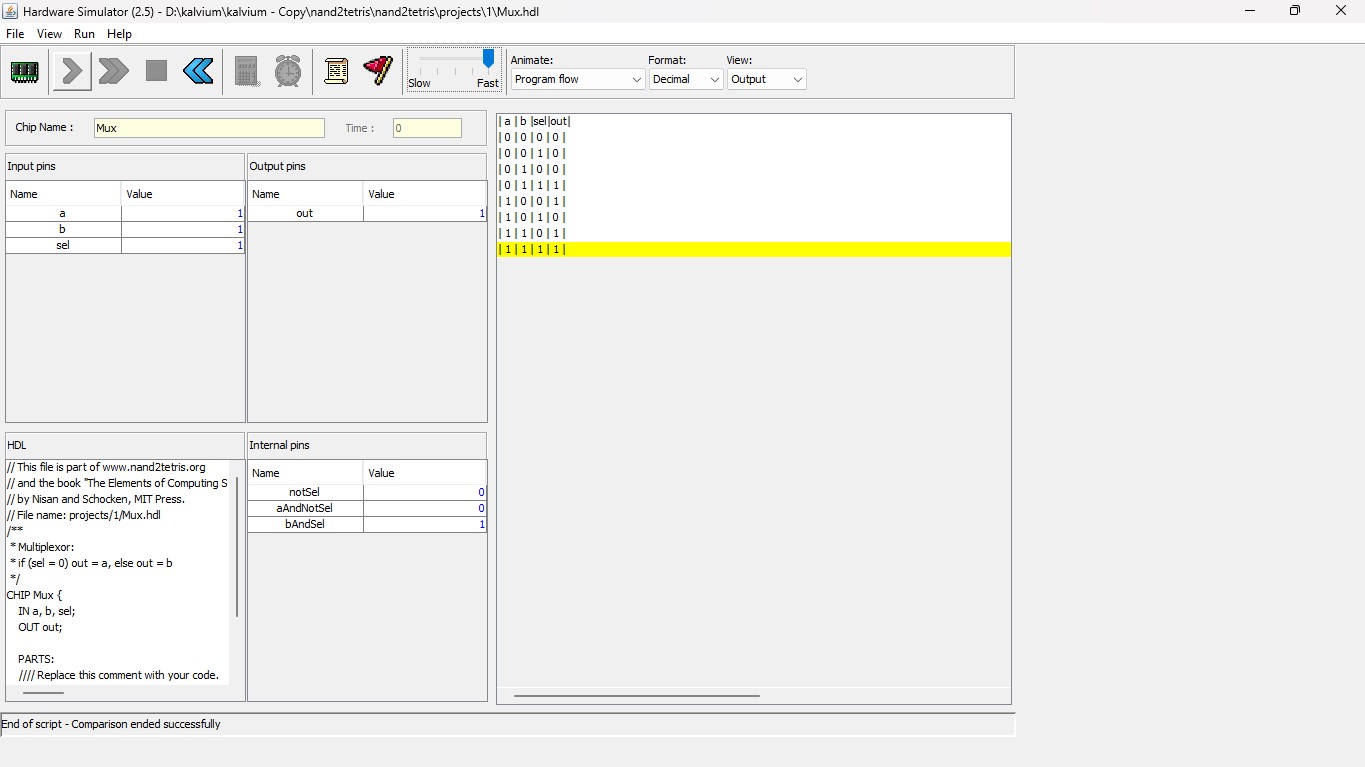 Hardware Simulator (2.5) - D:\kalvium\kalvium - Copy\nand2tetris\nand2tetris\projects\1\Mux.hdl
File View Run Help
Slow Fast
Animate: Format: View:
Program flow Decimal Output
Chip Name : Mux Time : 0
Input pins
Name Value
a 1
b 1
sel 1
Output pins
Name Value
out 1
HDL
// This file is part of www.nand2tetris.org
// and the book "The Elements of Computing S
// by Nisan and Schocken, MIT Press.
// File name: projects/1/Mux.hdl
/**
* Multiplexor:
* if (sel = 0) out = a, else out = b
*/
CHIP Mux {
IN a, b, sel;
OUT out;
PARTS:
//// Replace this comment with your code.
Internal pins
Name Value
notSel 0
aAndNotSel 0
bAndSel 1
| a | b |sel|out|
| 0 | 0 | 0 | 0 |
| 0 | 0 | 1 | 0 |
| 0 | 1 | 0 | 0 |
| 0 | 1 | 1 | 1 |
| 1 | 0 | 0 | 1 |
| 1 | 0 | 1 | 0 |
| 1 | 1 | 0 | 1 |
| 1 | 1 | 1 | 1 |
End of script - Comparison ended successfully